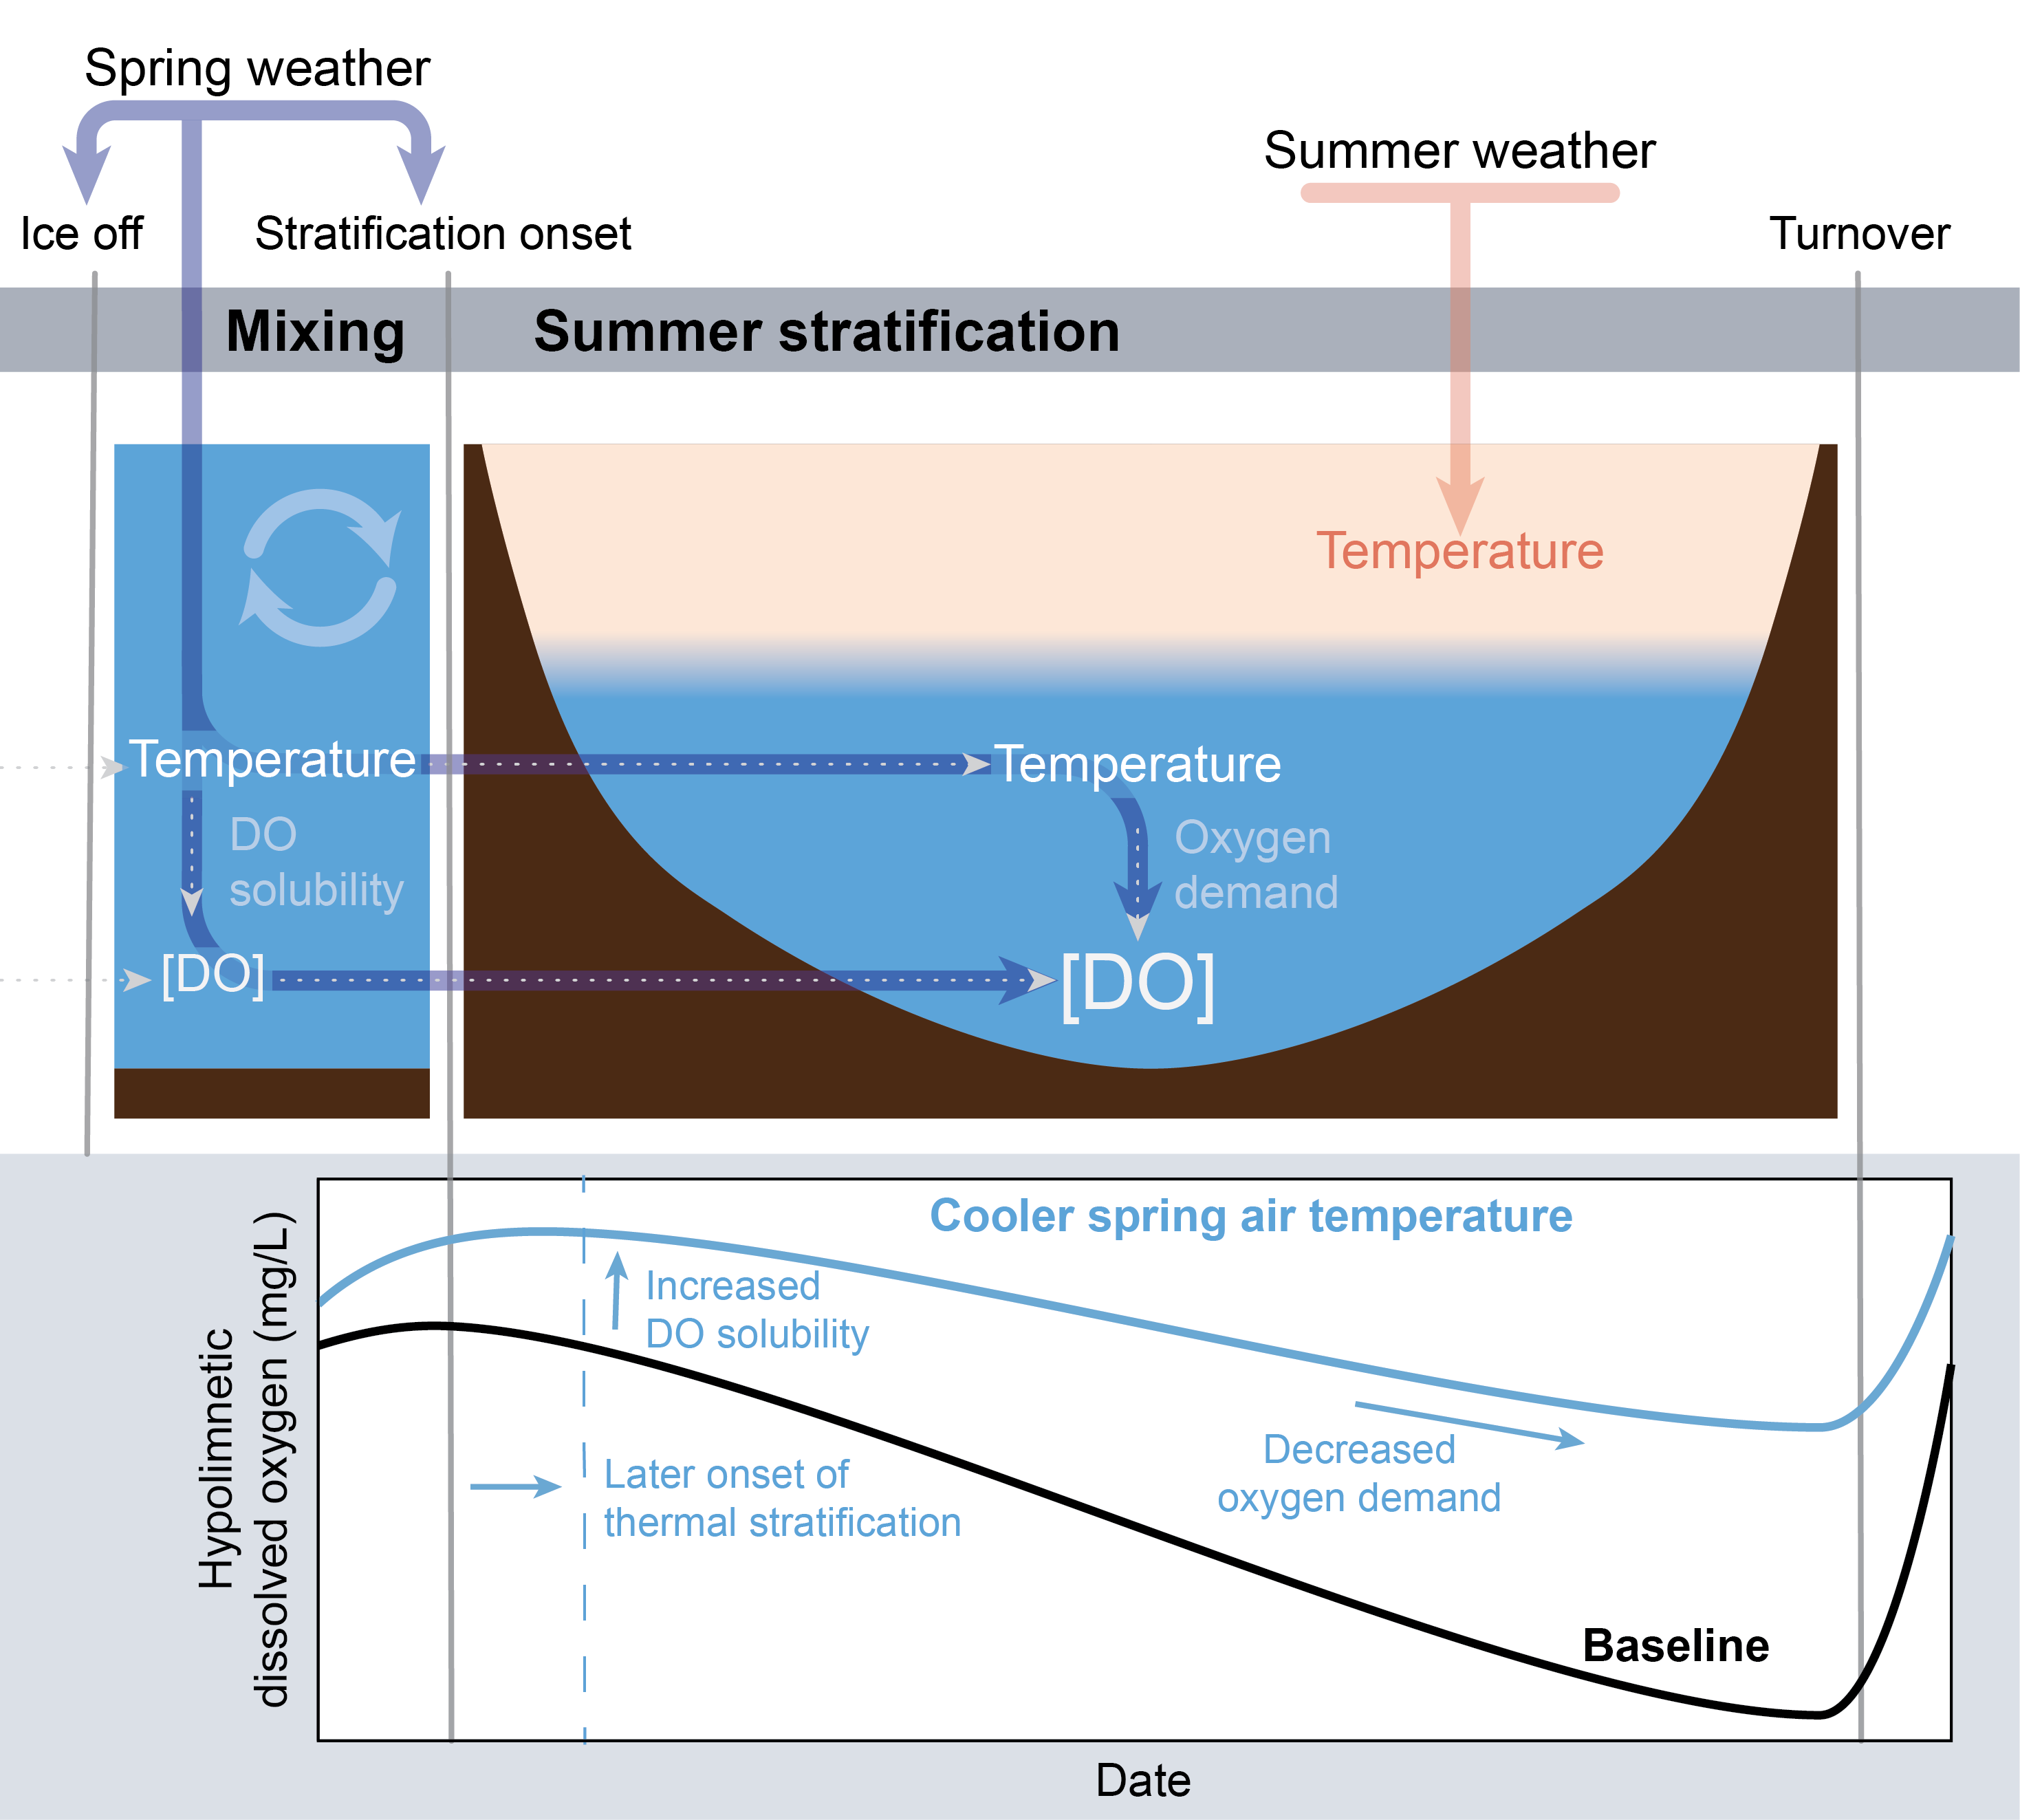 Spring weather
Summer weather
Ice off
Stratification onset
Turnover
Mixing
Summer stratification
Temperature
Temperature
Temperature
DO
solubility
Oxygen
demand
[DO]
[DO]
Cooler spring air temperature
Increased
DO solubility
Decreased
oxygen demand
Later onset of
thermal stratification
Baseline
Hypolimnetic
dissolved oxygen (mg/L)
Date